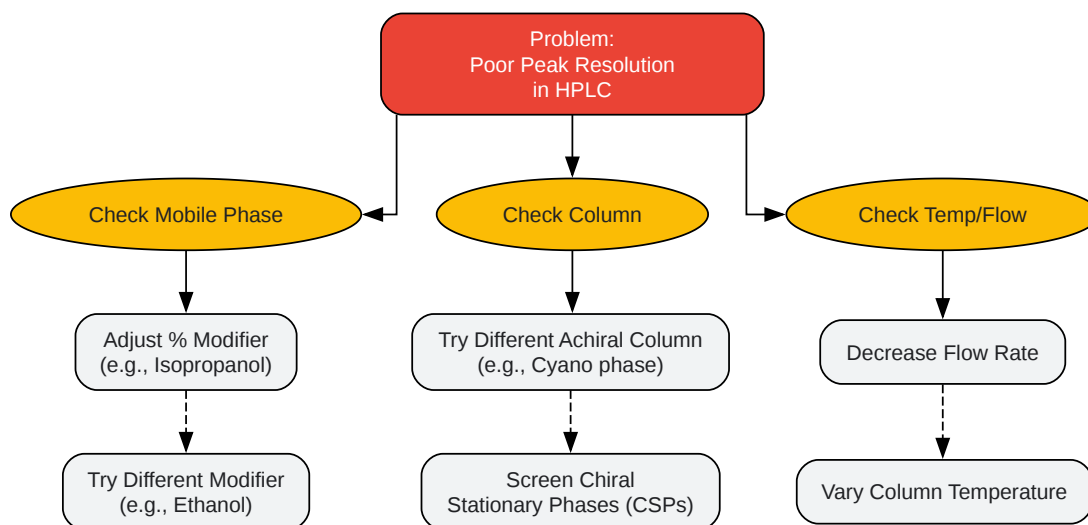 Problem:
Poor Peak Resolution
in HPLC
Check Mobile Phase
Check Column
Check Temp/Flow
Adjust % Modifier
(e.g., Isopropanol)
Try Different Achiral Column
(e.g., Cyano phase)
Decrease Flow Rate
Try Different Modifier
(e.g., Ethanol)
Screen Chiral
Stationary Phases (CSPs)
Vary Column Temperature